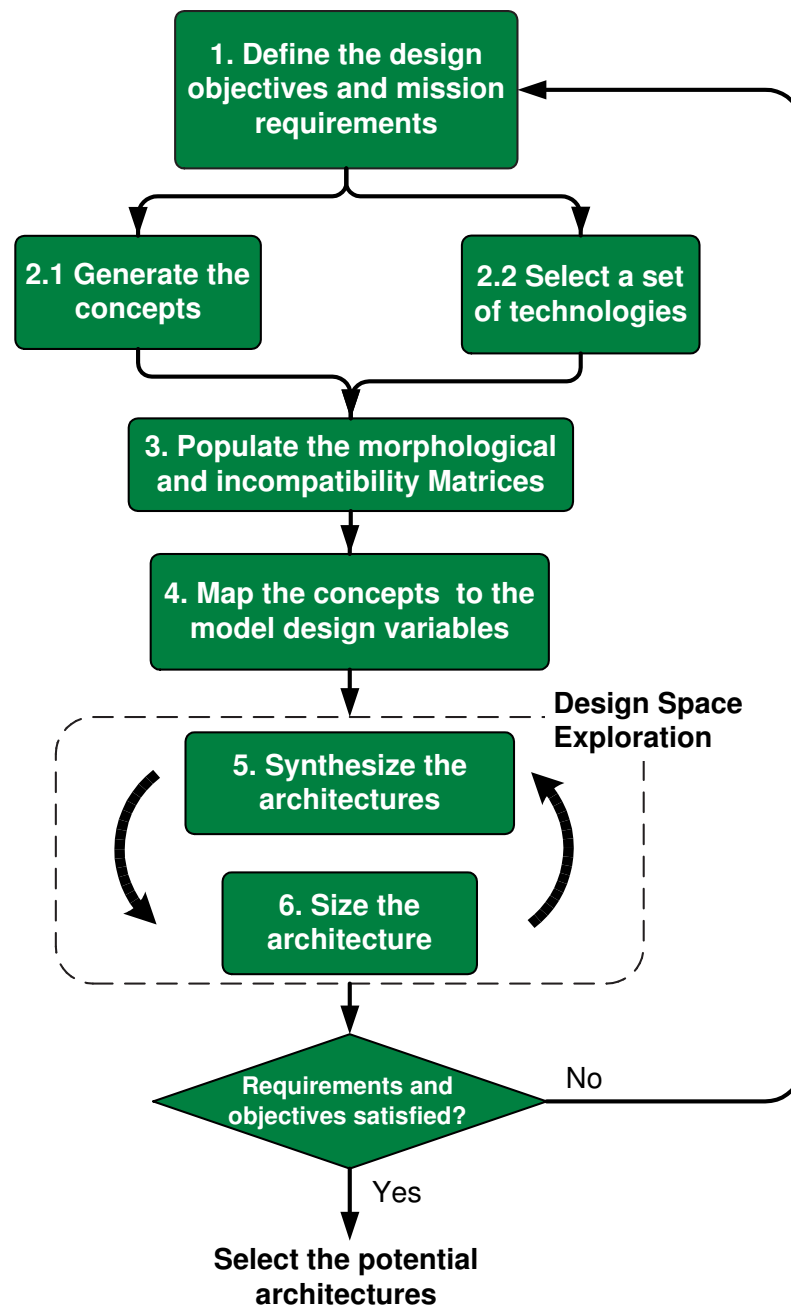 1. Define the design
objectives and mission
requirements
2.1 Generate the
concepts
2.2 Select a set
of technologies
3. Populate the morphological
and incompatibility Matrices
4. Map the concepts  to the
model design variables
Design Space
Exploration
5. Synthesize the
architectures
6. Size the
architecture
Requirements and
objectives satisfied?
No
Yes
Select the potential
architectures